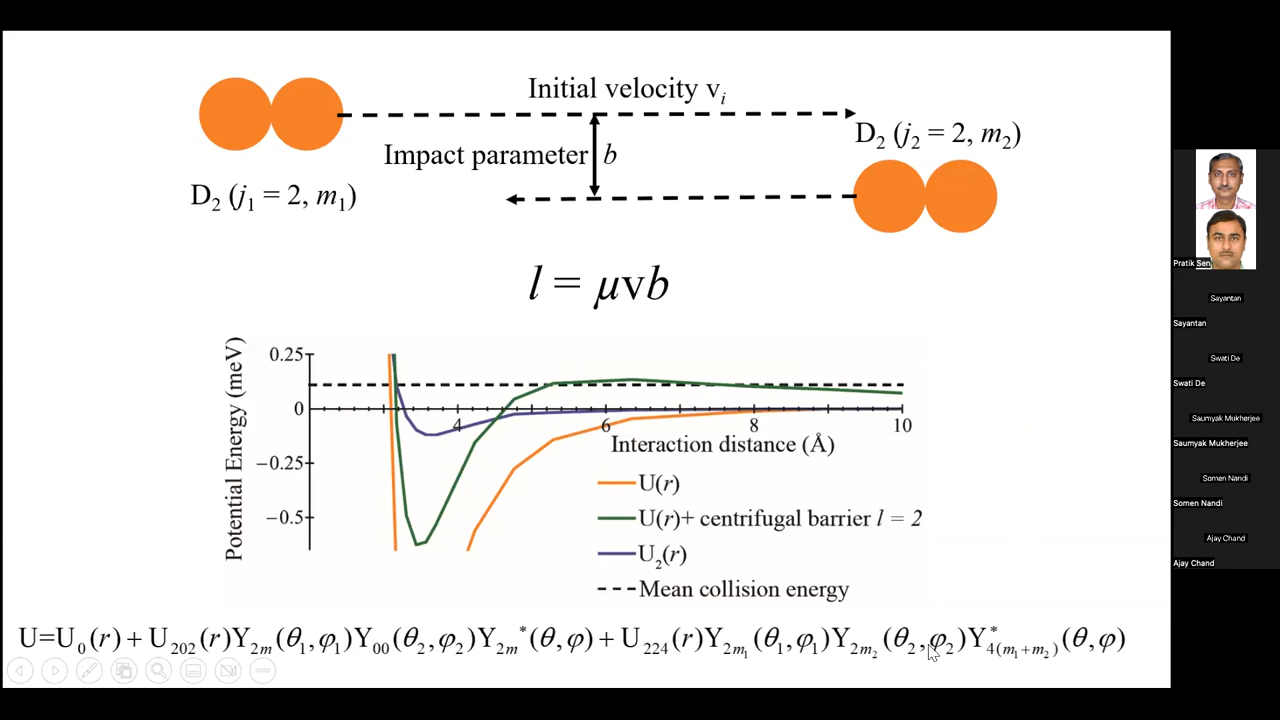 Initial velocity vᵢ
D₂ (j₂ = 2, m₂)
Impact parameter b
D₂ (j₁ = 2, m₁)
l = μvb
Potential Energy (meV)
0.25
0
−0.25
−0.5
4 6 8 10
Interaction distance (Å)
U(r)
U(r)+ centrifugal barrier l = 2
U₂(r)
Mean collision energy
U=U₀(r) + U₂₀₂(r)Y₂ₘ(θ₁,φ₁)Y₀₀(θ₂,φ₂)Y₂ₘ*(θ,φ) + U₂₂₄(r)Y₂ₘ₁(θ₁,φ₁)Y₂ₘ₂(θ₂,φ₂)Y*₄₍ₘ₁₊ₘ₂₎(θ,φ)
Pratik Sen
Sayantan
Sayantan
Swati De
Swati De
Saumyak Mukherjee
Saumyak Mukherjee
Somen Nandi
Somen Nandi
Ajay Chand
Ajay Chand